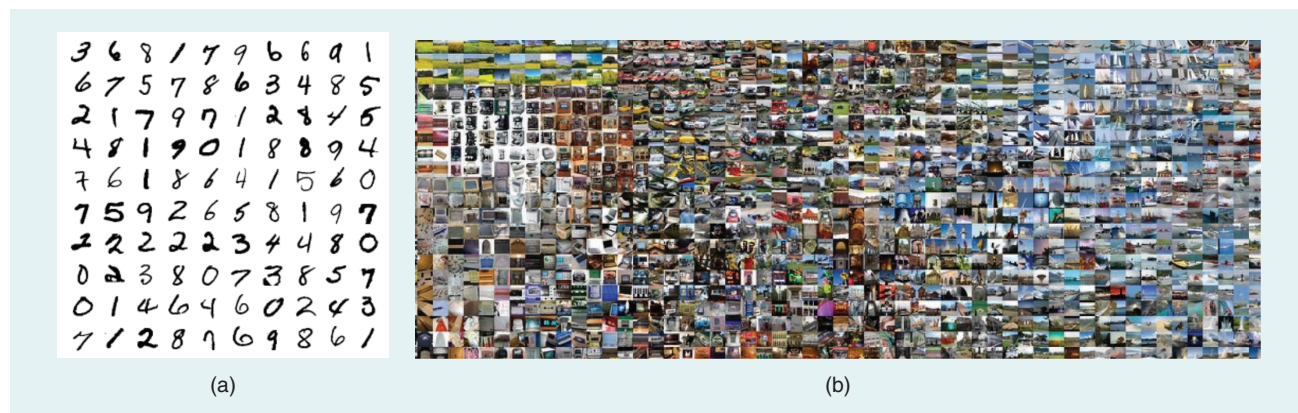 3 6 8 1 7 9 6 6 9 1
6 7 5 7 8 6 3 4 8 5
2 1 7 9 7 1 2 8 4 5
4 8 1 9 0 1 8 8 9 4
7 6 1 8 6 4 1 5 6 0
7 5 9 2 6 5 8 1 9 7
2 2 2 2 2 3 4 4 8 0
0 2 3 8 0 7 3 8 5 7
0 1 4 6 4 6 0 2 4 3
7 1 2 8 7 6 9 8 6 1
(a)
(b)